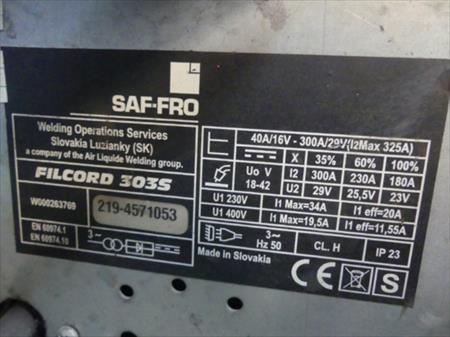 SAF-FRO
Welding Operations Services
Slovakia Luzianky (SK)
a company of the Air Liquide Welding group.
FILCORD 303S
W000263769
219-4571053
EN 60974.1
EN 60974.10
3~
40A/16V - 300A/29V(I2Max 325A)
X 35% 60% 100%
Uo V
18-42
I2 300A 230A 180A
U2 29V 25,5V 23V
U1 230V I1 Max=34A I1 eff=20A
U1 400V I1 Max=19,5A I1 eff=11,55A
3~
Hz 50
CL. H
IP 23
Made in Slovakia
CE
S